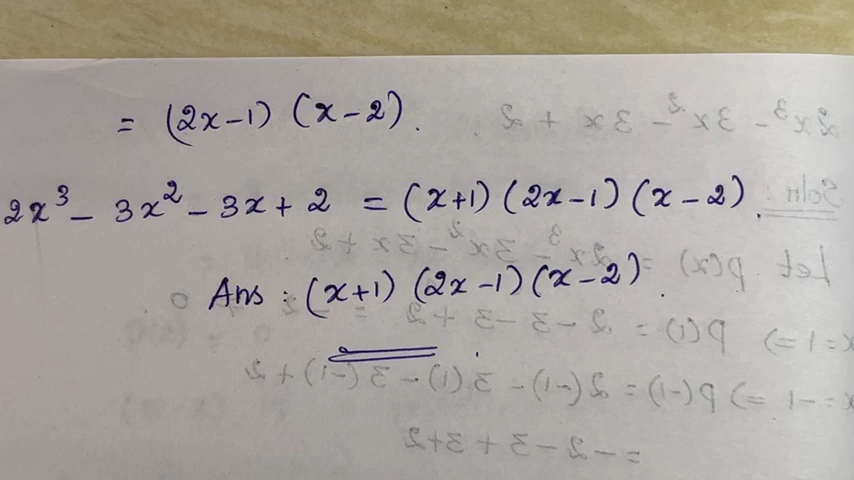 = (2x-1) (x-2).
2x³ - 3x² - 3x + 2 = (x+1) (2x-1) (x-2).
Ans : (x+1) (2x-1) (x-2).